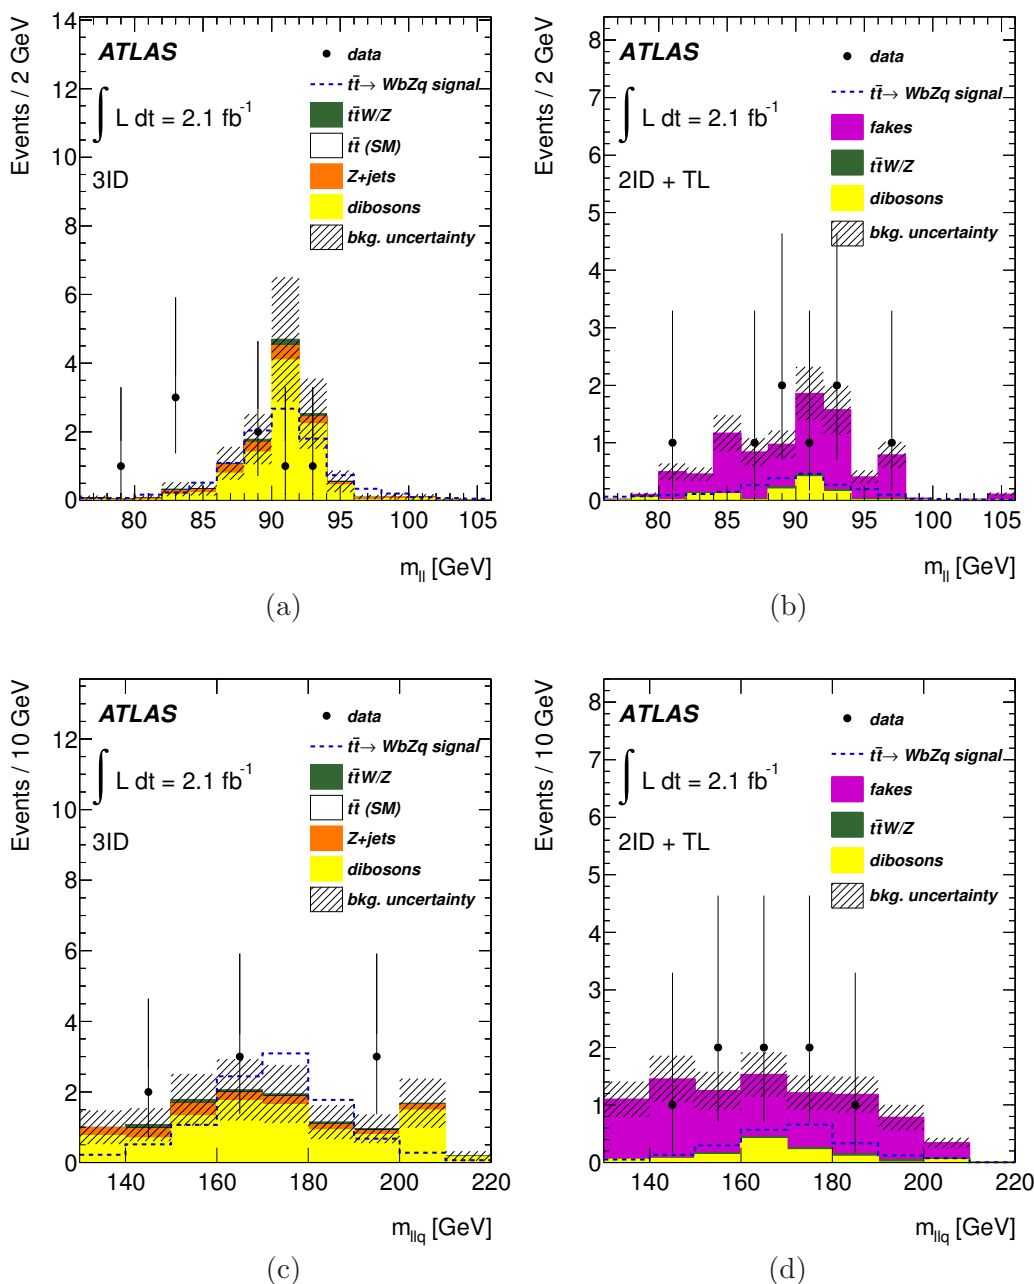 Events / 2 GeV
14
12
10
8
6
4
2
0
ATLAS
∫ L dt = 2.1 fb⁻¹
3ID
data
tt̄→ WbZq signal
tt̄W/Z
tt̄ (SM)
Z+jets
dibosons
bkg. uncertainty
80 85 90 95 100 105
m_ll [GeV]
(a)
Events / 2 GeV
8
7
6
5
4
3
2
1
0
ATLAS
∫ L dt = 2.1 fb⁻¹
2ID + TL
data
tt̄→ WbZq signal
fakes
tt̄W/Z
dibosons
bkg. uncertainty
80 85 90 95 100 105
m_ll [GeV]
(b)
Events / 10 GeV
12
10
8
6
4
2
0
ATLAS
∫ L dt = 2.1 fb⁻¹
3ID
data
tt̄→ WbZq signal
tt̄W/Z
tt̄ (SM)
Z+jets
dibosons
bkg. uncertainty
140 160 180 200 220
m_llq [GeV]
(c)
Events / 10 GeV
8
7
6
5
4
3
2
1
0
ATLAS
∫ L dt = 2.1 fb⁻¹
2ID + TL
data
tt̄→ WbZq signal
fakes
tt̄W/Z
dibosons
bkg. uncertainty
140 160 180 200 220
m_llq [GeV]
(d)